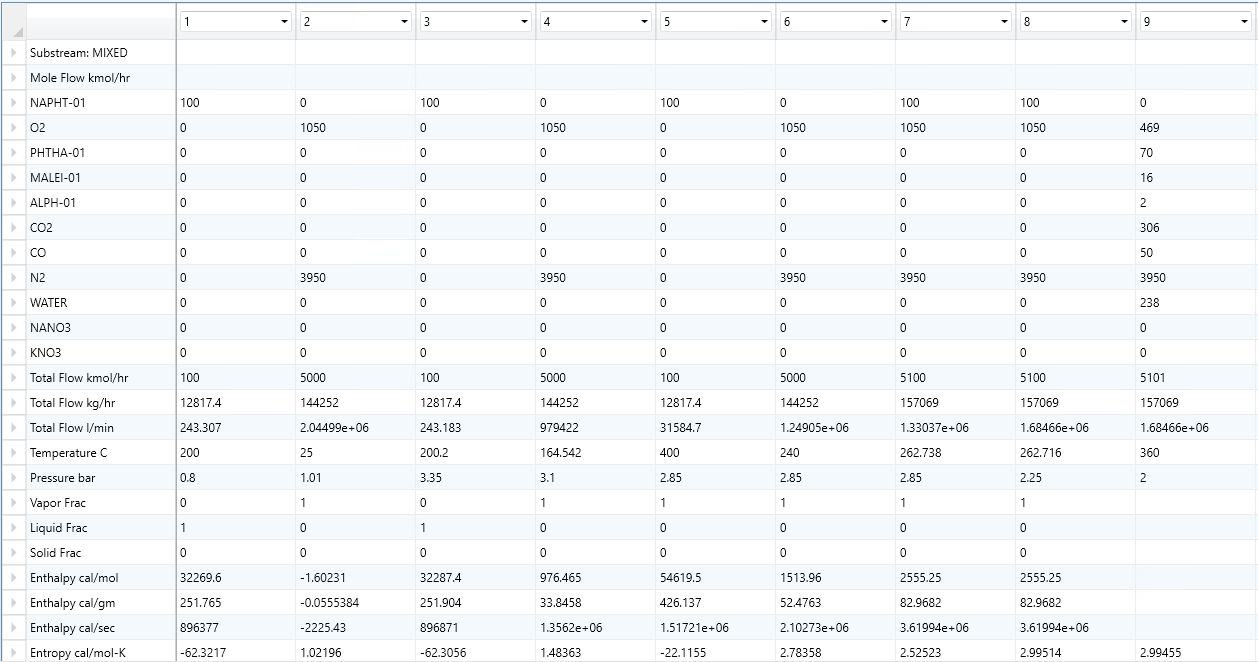 1 2 3 4 5 6 7 8 9
Substream: MIXED
Mole Flow kmol/hr
NAPHT-01 100 0 100 0 100 0 100 100 0
O2 0 1050 0 1050 0 1050 1050 1050 469
PHTHA-01 0 0 0 0 0 0 0 0 70
MALEI-01 0 0 0 0 0 0 0 0 16
ALPH-01 0 0 0 0 0 0 0 0 2
CO2 0 0 0 0 0 0 0 0 306
CO 0 0 0 0 0 0 0 0 50
N2 0 3950 0 3950 0 3950 3950 3950 3950
WATER 0 0 0 0 0 0 0 0 238
NANO3 0 0 0 0 0 0 0 0 0
KNO3 0 0 0 0 0 0 0 0 0
Total Flow kmol/hr 100 5000 100 5000 100 5000 5100 5100 5101
Total Flow kg/hr 12817.4 144252 12817.4 144252 12817.4 144252 157069 157069 157069
Total Flow l/min 243.307 2.04499e+06 243.183 979422 31584.7 1.24905e+06 1.33037e+06 1.68466e+06 1.68466e+06
Temperature C 200 25 200.2 164.542 400 240 262.738 262.716 360
Pressure bar 0.8 1.01 3.35 3.1 2.85 2.85 2.85 2.25 2
Vapor Frac 0 1 0 1 1 1 1 1
Liquid Frac 1 0 1 0 0 0 0 0
Solid Frac 0 0 0 0 0 0 0 0
Enthalpy cal/mol 32269.6 -1.60231 32287.4 976.465 54619.5 1513.96 2555.25 2555.25
Enthalpy cal/gm 251.765 -0.0555384 251.904 33.8458 426.137 52.4763 82.9682 82.9682
Enthalpy cal/sec 896377 -2225.43 896871 1.3562e+06 1.51721e+06 2.10273e+06 3.61994e+06 3.61994e+06
Entropy cal/mol-K -62.3217 1.02196 -62.3056 1.48363 -22.1155 2.78358 2.52523 2.99514 2.99455